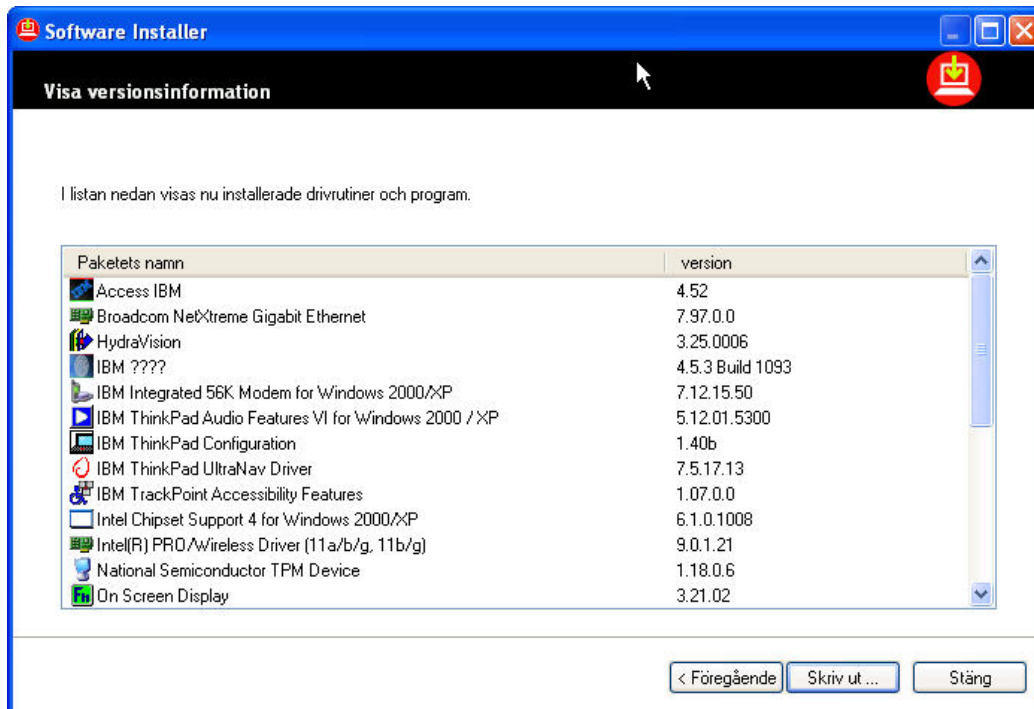 Software Installer
Visa versionsinformation
I listan nedan visas nu installerade drivrutiner och program.
Paketets namn version
Access IBM 4.52
Broadcom NetXtreme Gigabit Ethernet 7.97.0.0
HydraVision 3.25.0006
IBM ???? 4.5.3 Build 1093
IBM Integrated 56K Modem for Windows 2000/XP 7.12.15.50
IBM ThinkPad Audio Features VI for Windows 2000 / XP 5.12.01.5300
IBM ThinkPad Configuration 1.40b
IBM ThinkPad UltraNav Driver 7.5.17.13
IBM TrackPoint Accessibility Features 1.07.0.0
Intel Chipset Support 4 for Windows 2000/XP 6.1.0.1008
Intel(R) PRO/Wireless Driver (11a/b/g, 11b/g) 9.0.1.21
National Semiconductor TPM Device 1.18.0.6
On Screen Display 3.21.02
< Föregående Skriv ut ... Stäng